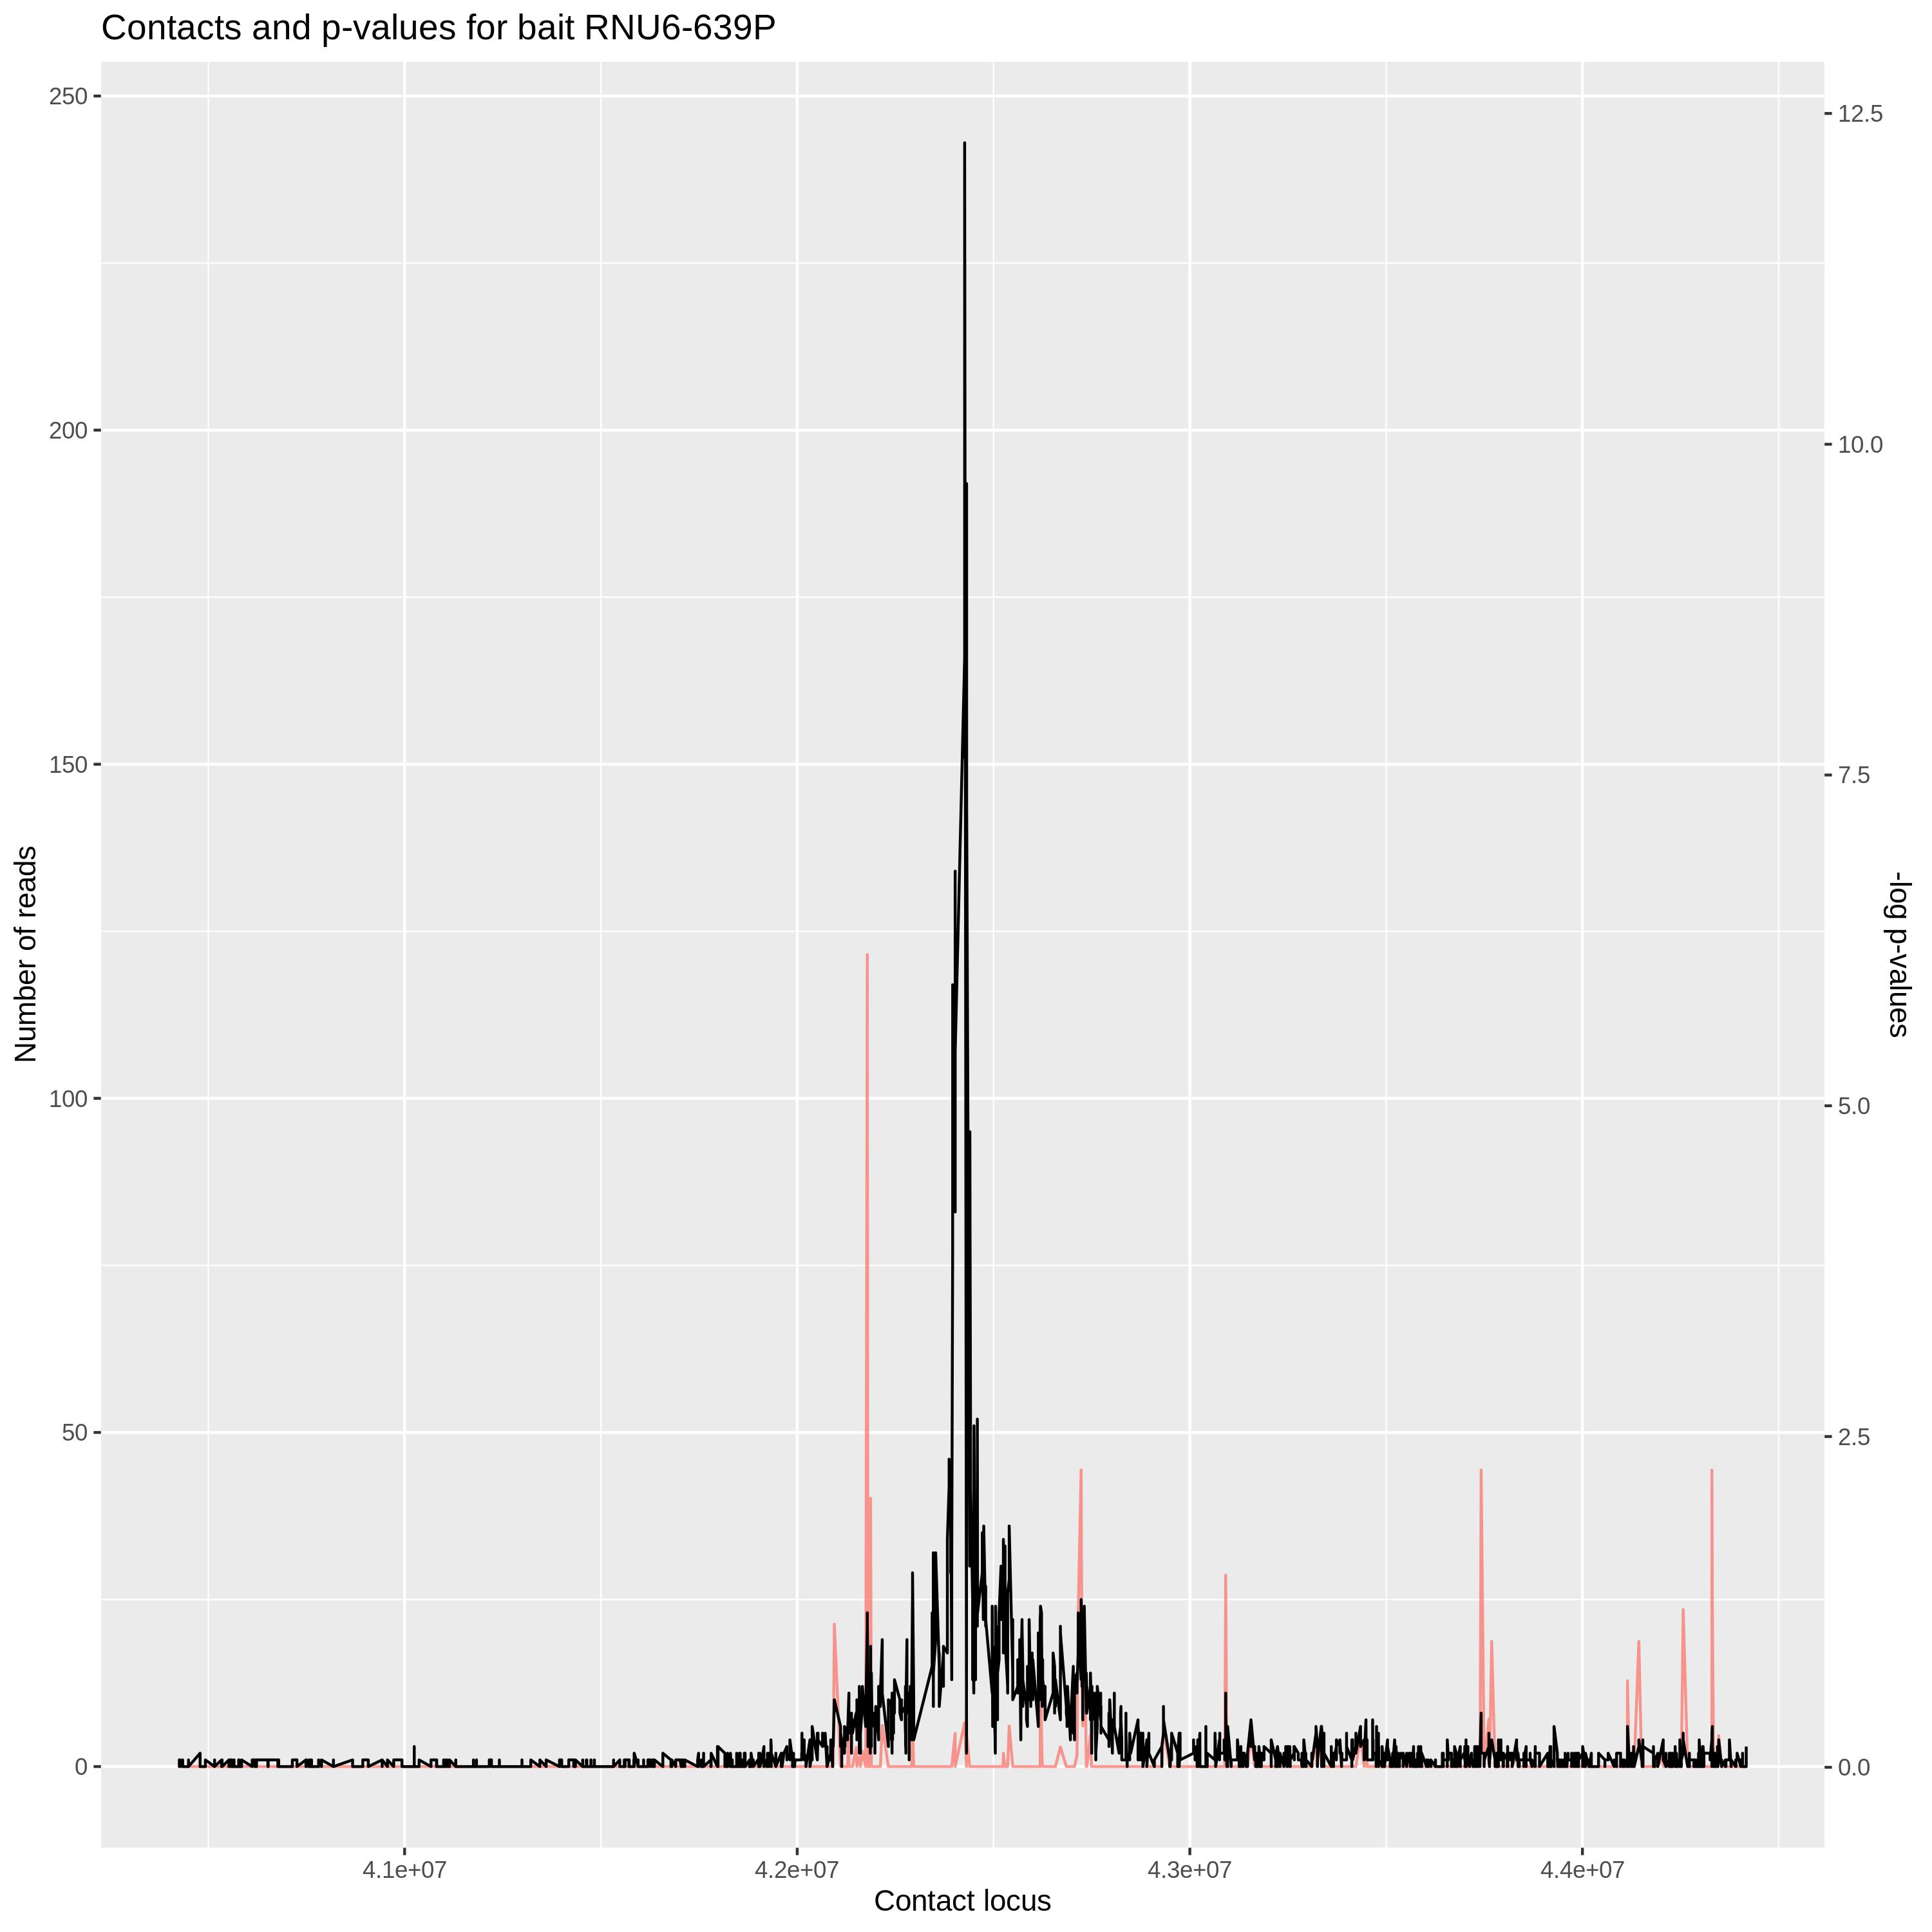 Contacts and p-values for bait RNU6-639P
250
200
150
100
50
0
12.5
10.0
7.5
5.0
2.5
0.0
Number of reads
-log p-values
4.1e+07 4.2e+07 4.3e+07 4.4e+07
Contact locus